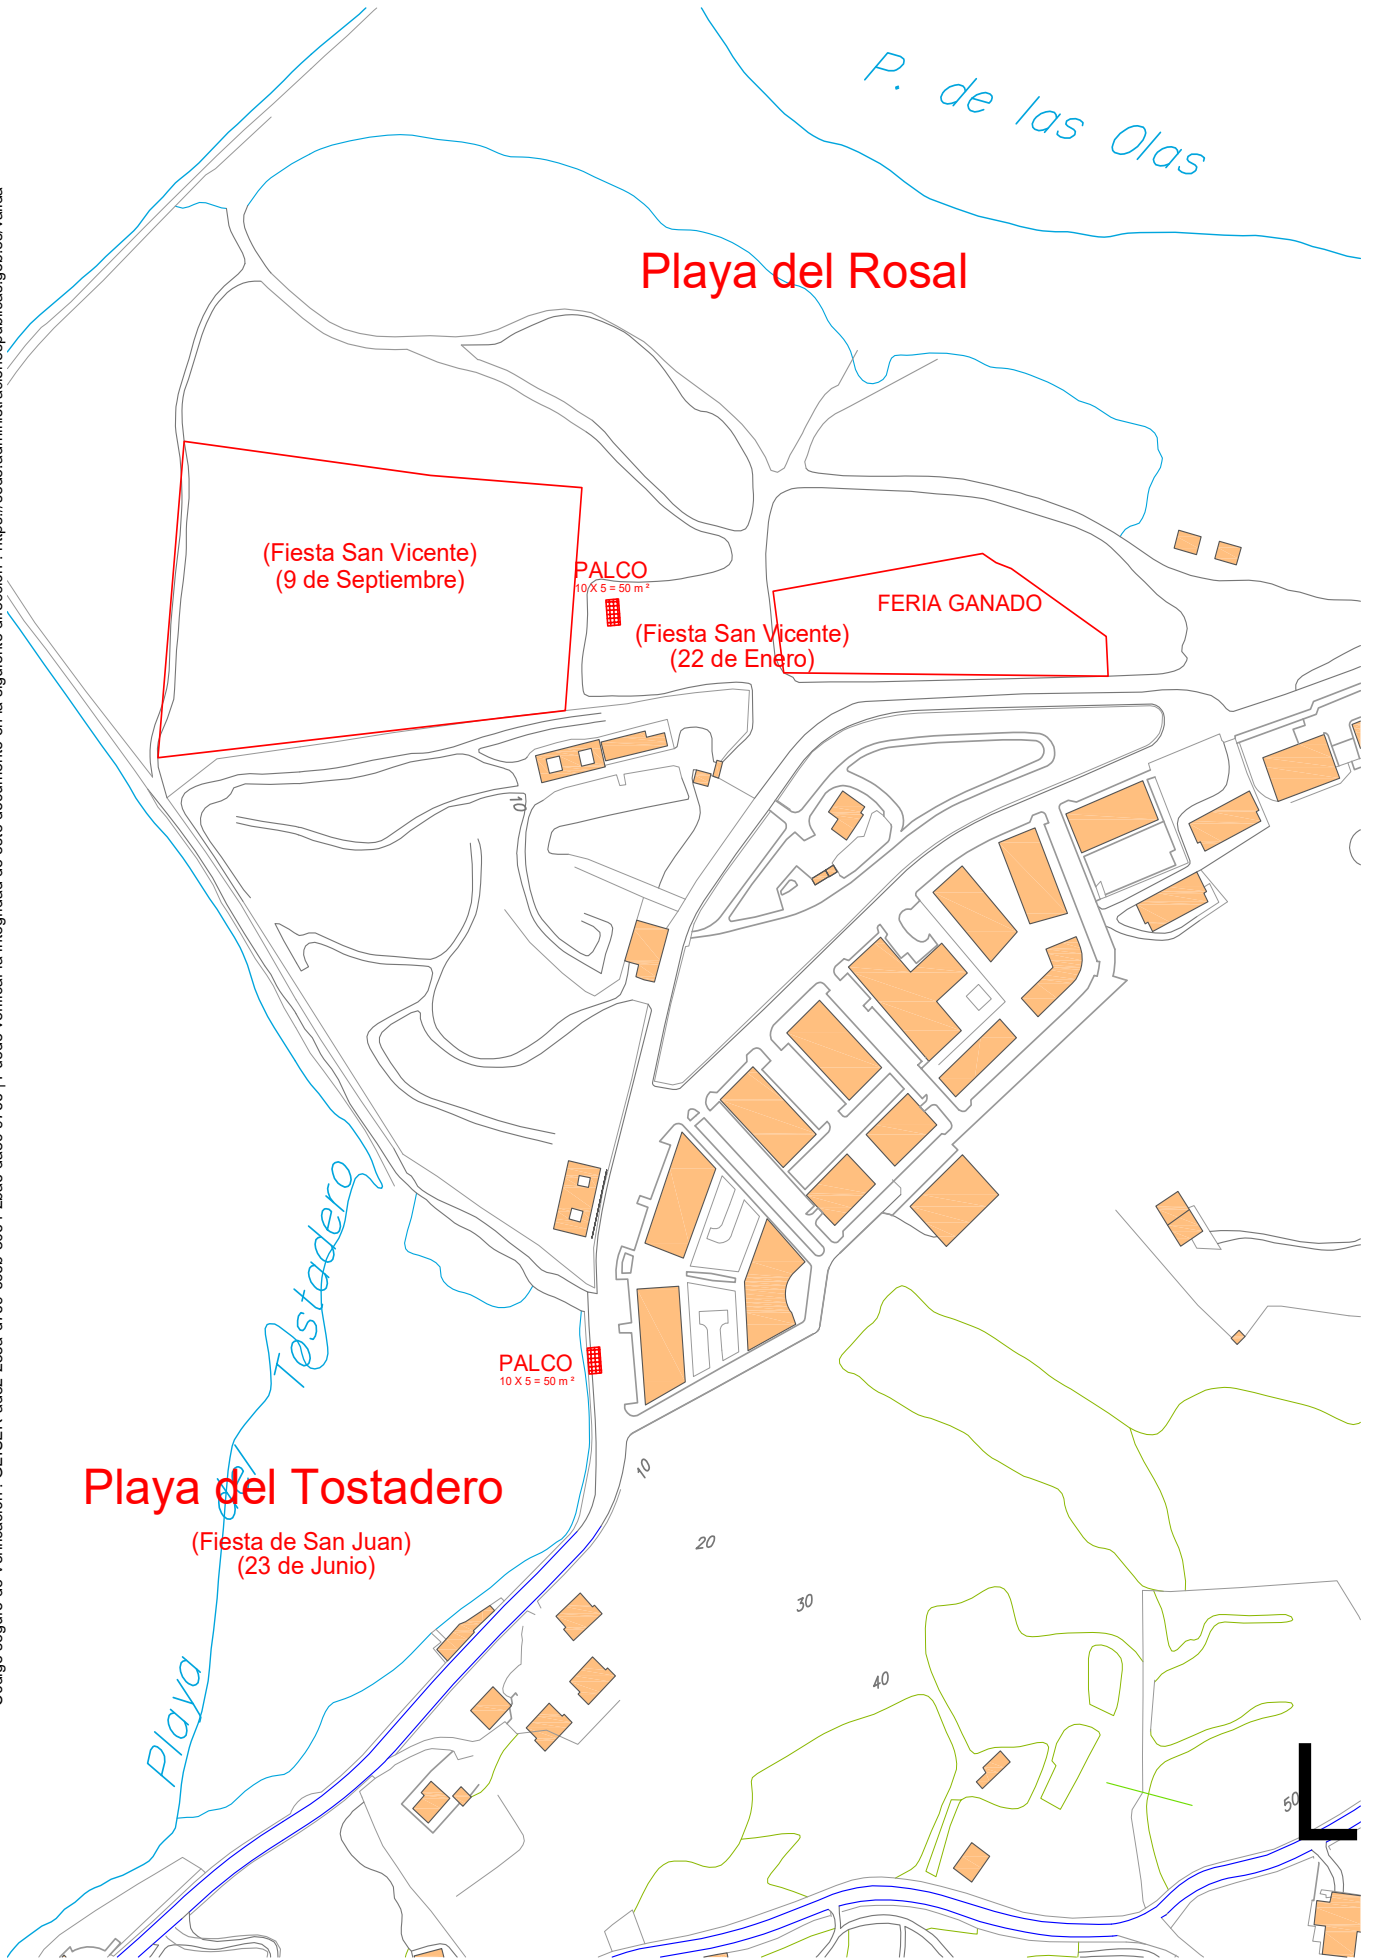 P. de las Olas
Playa del Rosal
(Fiesta San Vicente)
(9 de Septiembre)
PALCO
10 X 5 = 50 m ²
FERIA GANADO
(Fiesta San Vicente)
(22 de Enero)
10
Playa del Tostadero
PALCO
10 X 5 = 50 m ²
Playa del Tostadero
(Fiesta de San Juan)
(23 de Junio)
10
20
30
40
50